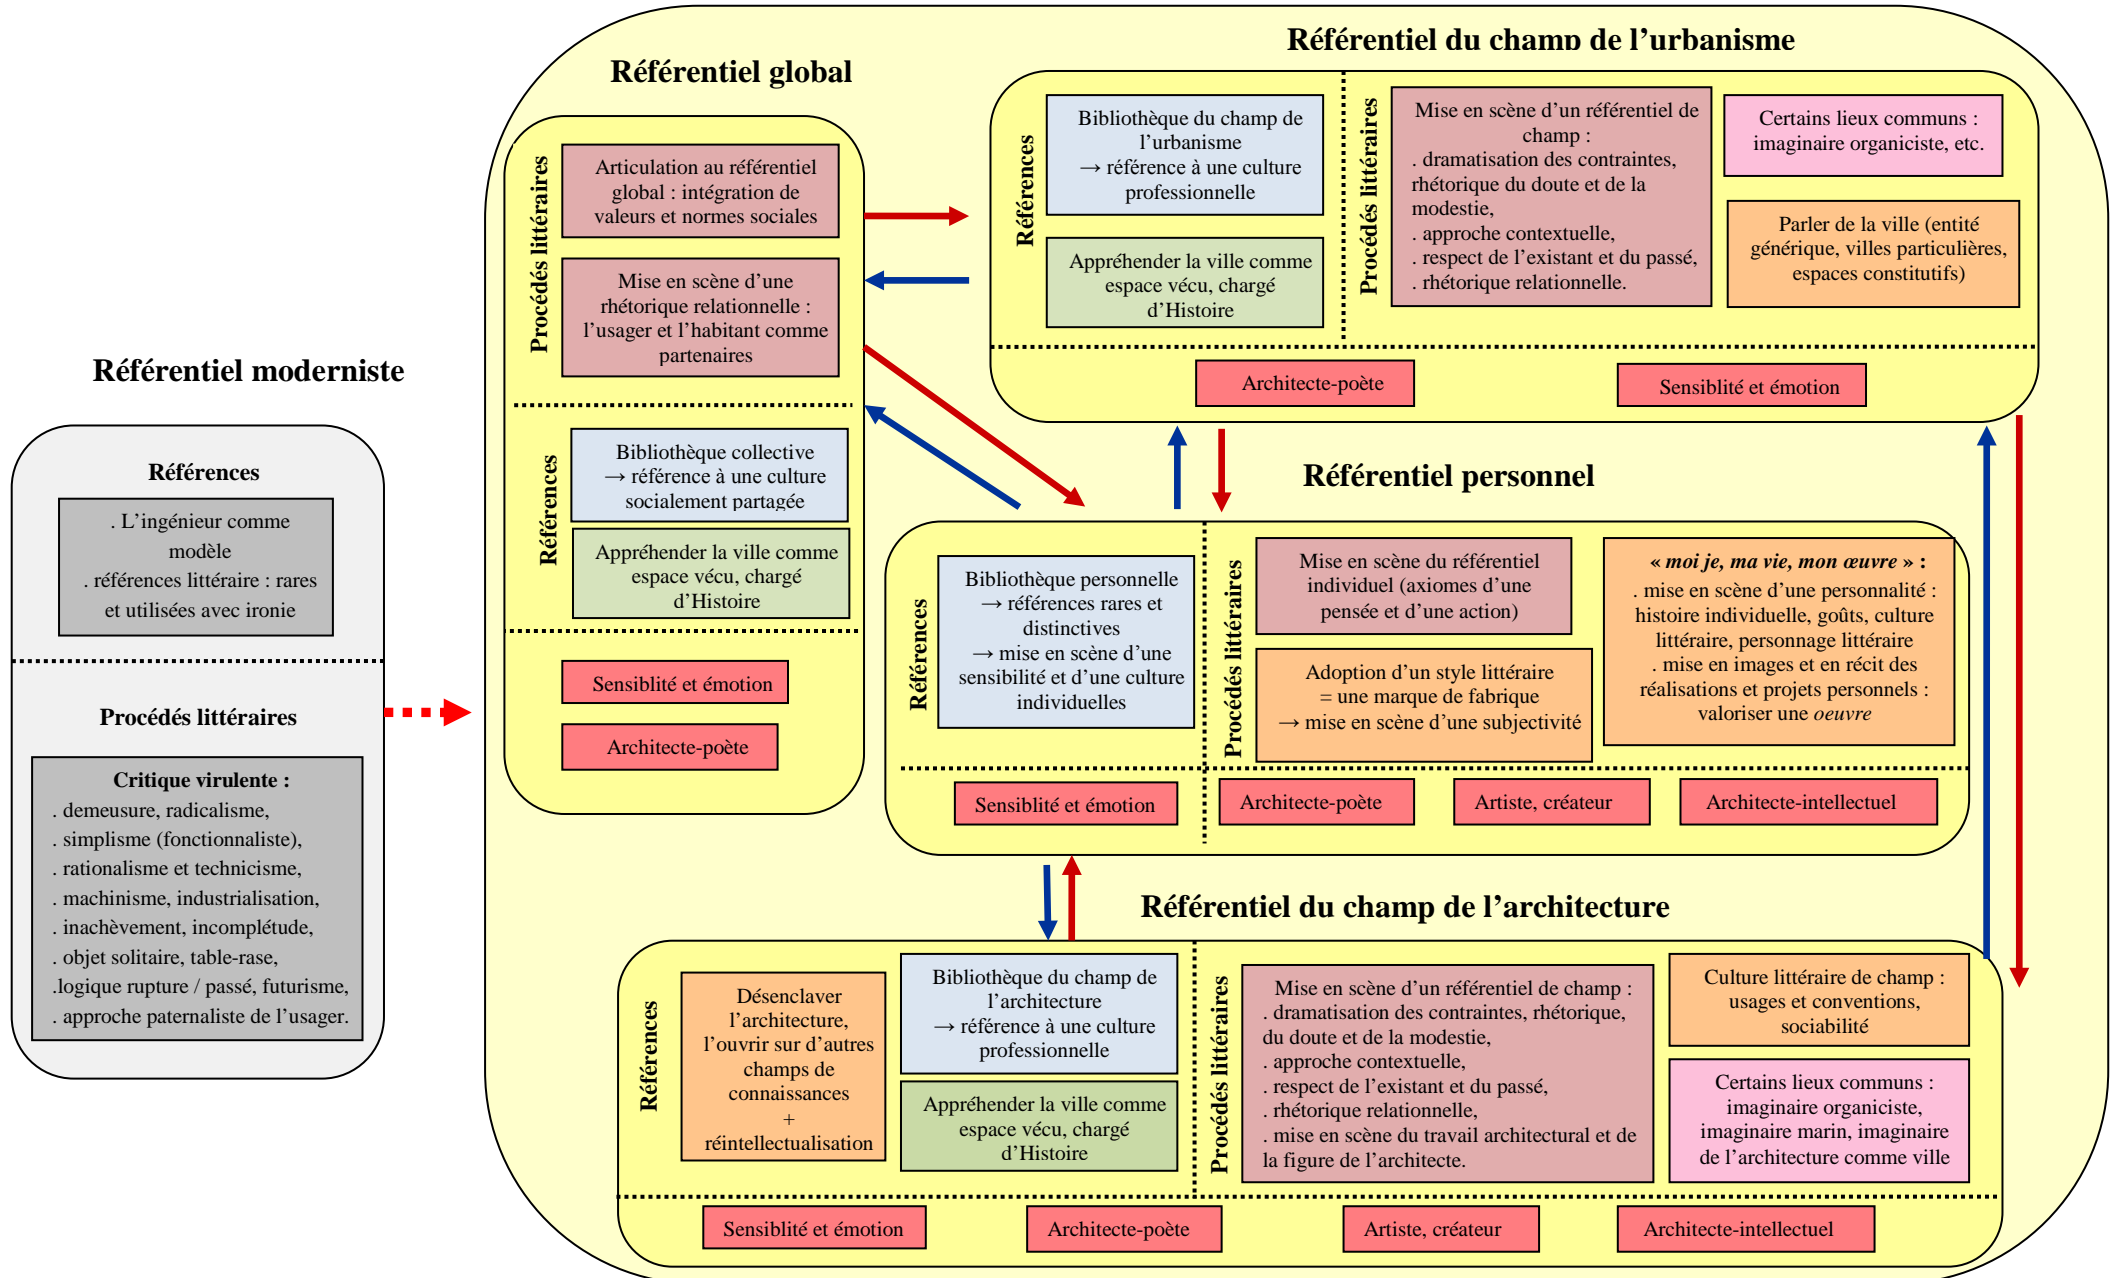 Référentiel moderniste
Références
. L’ingénieur comme
modèle
. références littéraire : rares
et utilisées avec ironie
Procédés littéraires
Critique virulente :
. demeusure, radicalisme,
. simplisme (fonctionnaliste),
. rationalisme et technicisme,
. machinisme, industrialisation,
. inachèvement, incomplétude,
. objet solitaire, table-rase,
.logique rupture / passé, futurisme,
. approche paternaliste de l’usager.
Référentiel global
Procédés littéraires
Articulation au référentiel
global : intégration de
valeurs et normes sociales
Mise en scène d’une
rhétorique relationnelle :
l’usager et l’habitant comme
partenaires
Références
Bibliothèque collective
→ référence à une culture
socialement partagée
Appréhender la ville comme
espace vécu, chargé
d’Histoire
Sensiblité et émotion
Architecte-poète
Référentiel du champ de l’urbanisme
Références
Bibliothèque du champ de
l’urbanisme
→ référence à une culture
professionnelle
Appréhender la ville comme
espace vécu, chargé
d’Histoire
Procédés littéraires
Mise en scène d’un référentiel de
champ :
. dramatisation des contraintes,
rhétorique du doute et de la
modestie,
. approche contextuelle,
. respect de l’existant et du passé,
. rhétorique relationnelle.
Certains lieux communs :
imaginaire organiciste, etc.
Parler de la ville (entité
générique, villes particulières,
espaces constitutifs)
Architecte-poète
Sensiblité et émotion
Référentiel personnel
Références
Bibliothèque personnelle
→ références rares et
distinctives
→ mise en scène d’une
sensibilité et d’une culture
individuelles
Procédés littéraires
Mise en scène du référentiel
individuel (axiomes d’une
pensée et d’une action)
Adoption d’un style littéraire
= une marque de fabrique
→ mise en scène d’une subjectivité
« moi je, ma vie, mon œuvre » :
. mise en scène d’une personnalité :
histoire individuelle, goûts, culture
littéraire, personnage littéraire
. mise en images et en récit des
réalisations et projets personnels :
valoriser une oeuvre
Sensiblité et émotion
Architecte-poète
Artiste, créateur
Architecte-intellectuel
Référentiel du champ de l’architecture
Références
Désenclaver
l’architecture,
l’ouvrir sur d’autres
champs de
connaissances
+
réintellectualisation
Bibliothèque du champ de
l’architecture
→ référence à une culture
professionnelle
Appréhender la ville comme
espace vécu, chargé
d’Histoire
Procédés littéraires
Mise en scène d’un référentiel de champ :
. dramatisation des contraintes, rhétorique,
du doute et de la modestie,
. approche contextuelle,
. respect de l’existant et du passé,
. rhétorique relationnelle,
. mise en scène du travail architectural et de
la figure de l’architecte.
Culture littéraire de champ :
usages et conventions,
sociabilité
Certains lieux communs :
imaginaire organiciste,
imaginaire marin, imaginaire
de l’architecture comme ville
Sensiblité et émotion
Architecte-poète
Artiste, créateur
Architecte-intellectuel